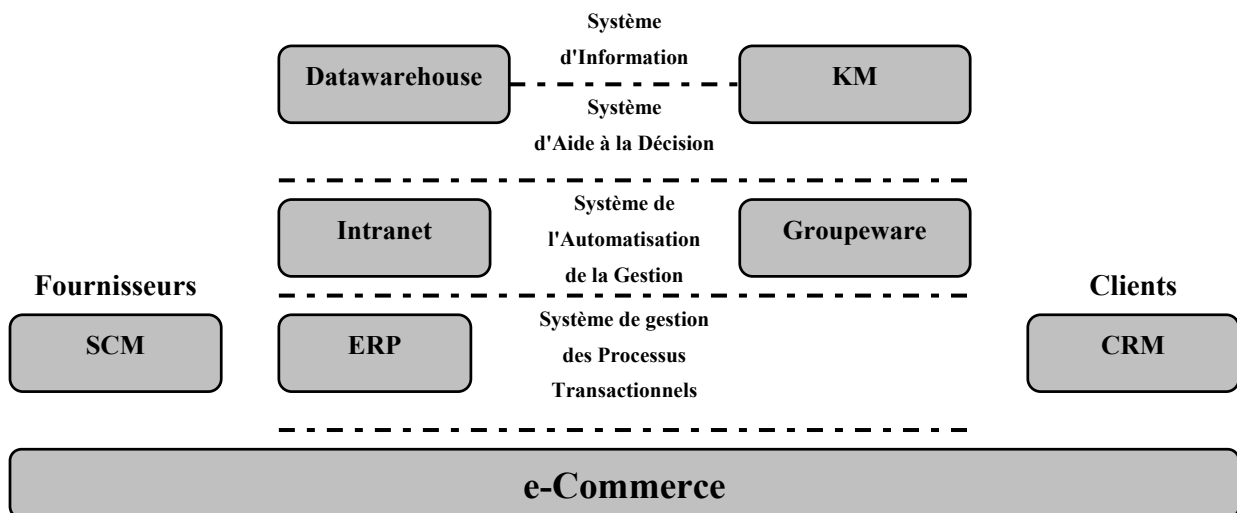 Système
d'Information
Datawarehouse
KM
Système
d'Aide à la Décision
Intranet
Système de
l'Automatisation
de la Gestion
Groupeware
Fournisseurs
Clients
SCM
ERP
Système de gestion
des Processus
Transactionnels
CRM
e-Commerce